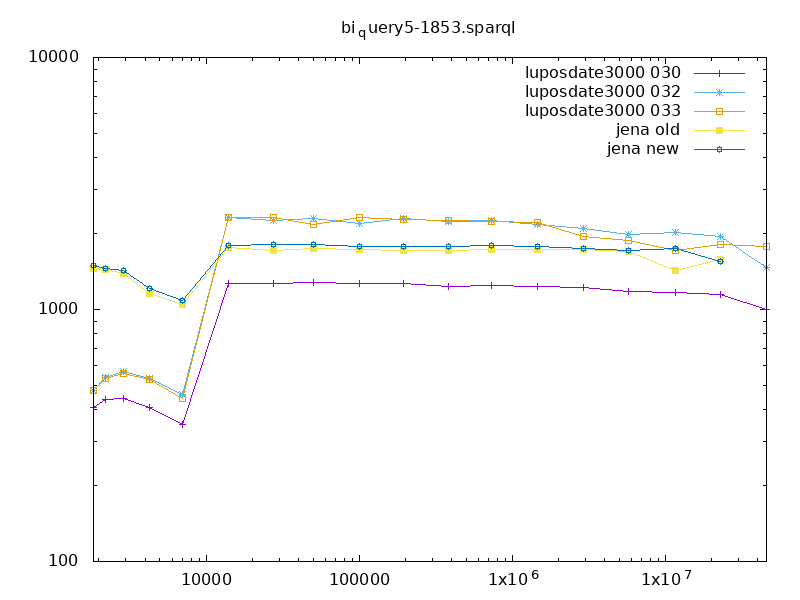 bi_query5-1853.sparql
10000
1000
100
luposdate3000 030
luposdate3000 032
luposdate3000 033
jena old
jena new
10000 100000 1x10^6 1x10^7